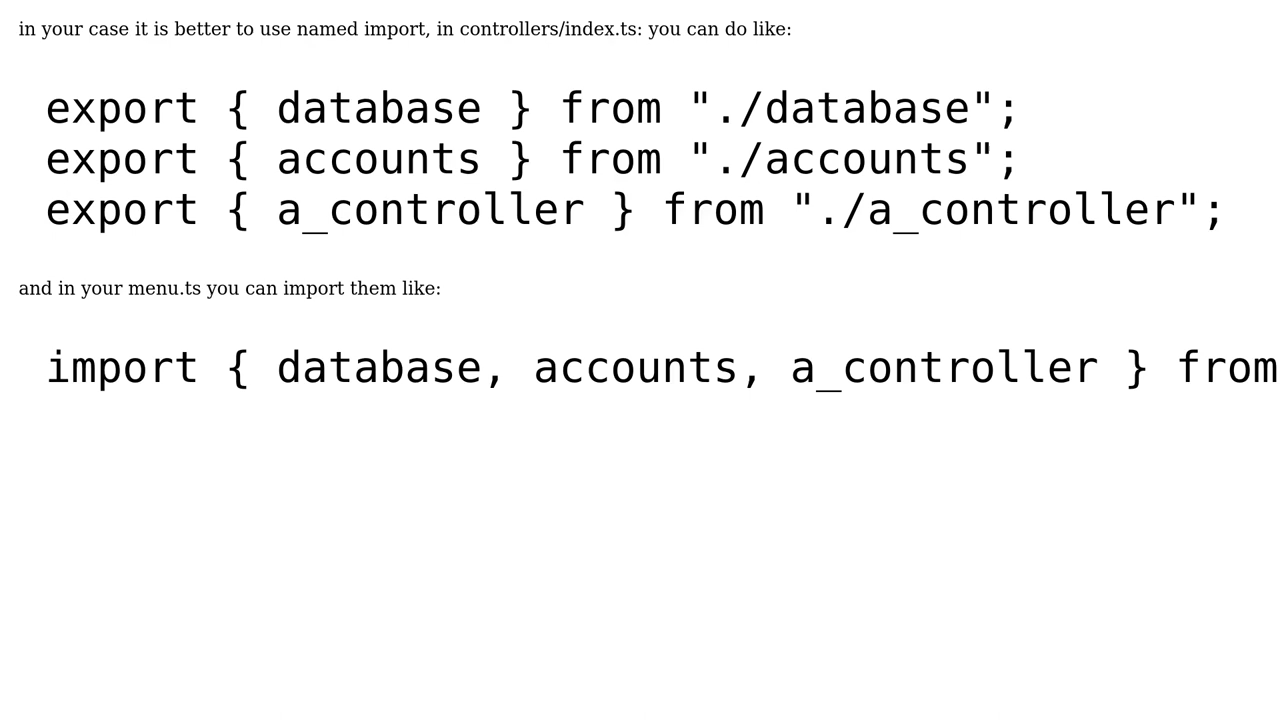 in your case it is better to use named import, in controllers/index.ts: you can do like:
export { database } from "./database";
export { accounts } from "./accounts";
export { a_controller } from "./a_controller";
and in your menu.ts you can import them like:
import { database, accounts, a_controller } from